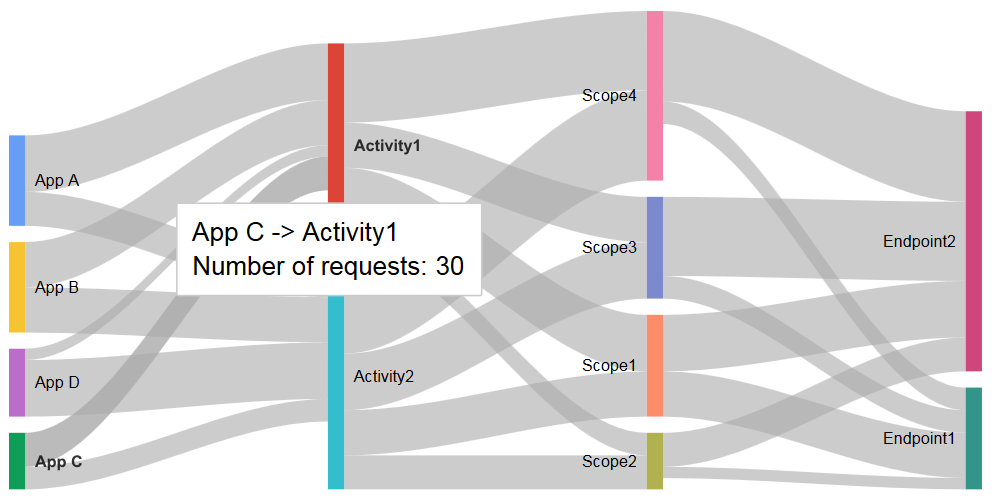 Scope4
Activity1
App A
App C -> Activity1
Number of requests: 30
Scope3
Endpoint2
App B
Scope1
Activity2
App D
Endpoint1
App C
Scope2